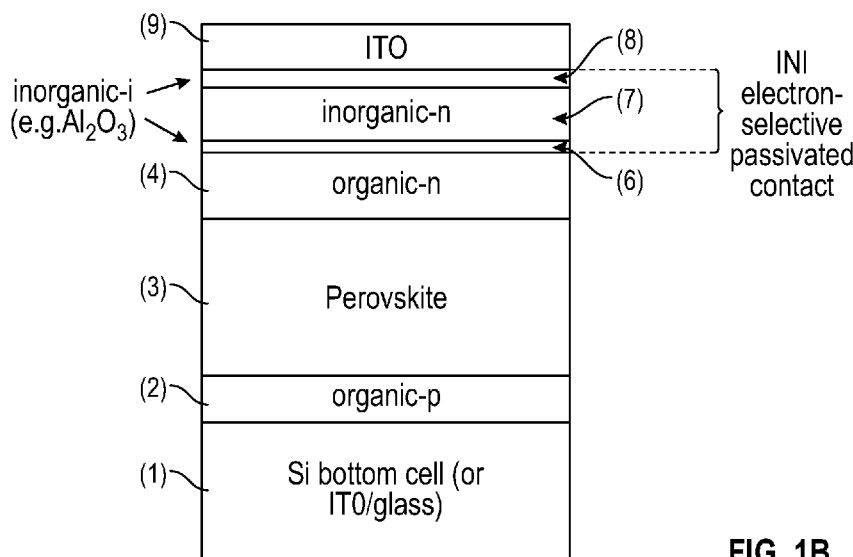 (9)
ITO
(8)
inorganic-i
(e.g.Al₂O₃)
inorganic-n
(7)
INI
electron-
selective
passivated
contact
(6)
(4)
organic-n
(3)
Perovskite
(2)
organic-p
(1)
Si bottom cell (or
IT0/glass)
FIG. 1B